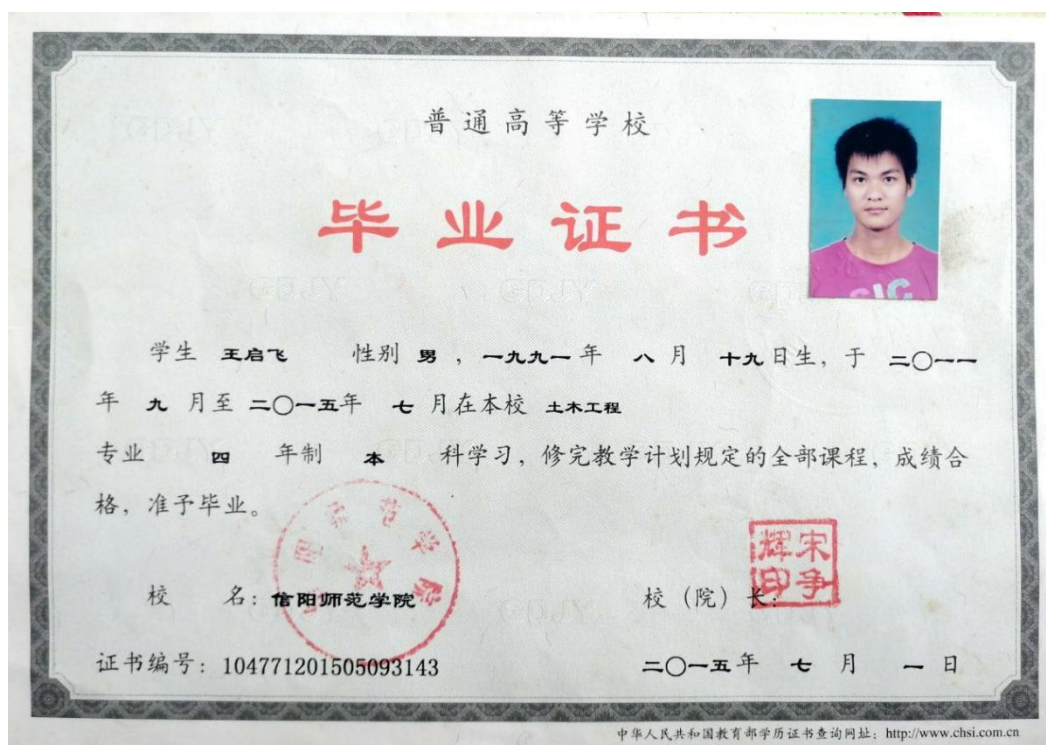 普通高等学校
毕业证书
学生 王启飞 性别 男 ，一九九一 年 八 月 十九 日生，于 二〇一一
年 九 月至 二〇一五年 七 月在本校 土木工程
专业 四 年制 本 科学习，修完教学计划规定的全部课程，成绩合
格，准予毕业。
校 名：信阳师范学院
校（院）长：
宋争辉印
证书编号：104771201505093143
二〇一五年 七 月 一 日
中华人民共和国教育部学历证书查询网址：http://www.chsi.com.cn